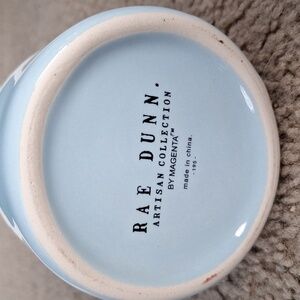 RAE DUNN.
ARTISAN COLLECTION
BY MAGENTA™
made in china.